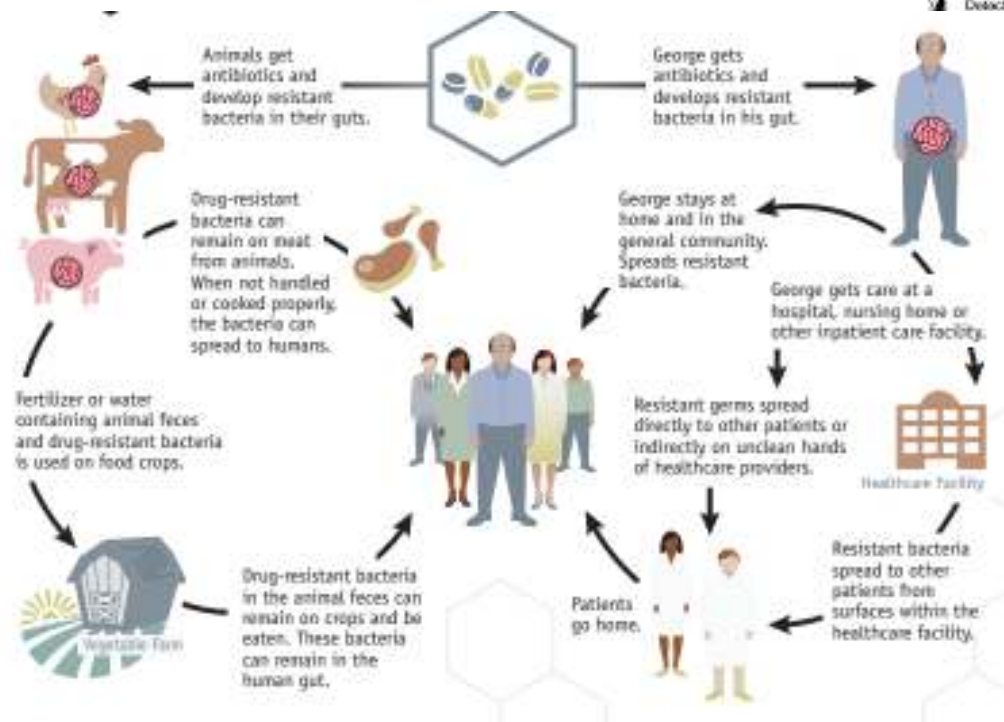 Detect
Animals get
antibiotics and
develop resistant
bacteria in their guts.
George gets
antibiotics and
develops resistant
bacteria in his gut.
Drug-resistant
bacteria can
remain on meat
from animals.
When not handled
or cooked properly,
the bacteria can
spread to humans.
George stays at
home and in the
general community.
Spreads resistant
bacteria.
George gets care at a
hospital, nursing home or
other inpatient care facility.
Fertilizer or water
containing animal feces
and drug-resistant bacteria
is used on food crops.
Resistant germs spread
directly to other patients or
indirectly on unclean hands
of healthcare providers.
Healthcare Facility
Vegetable Farm
Drug-resistant bacteria
in the animal feces can
remain on crops and be
eaten. These bacteria
can remain in the
human gut.
Patients
go home.
Resistant bacteria
spread to other
patients from
surfaces within the
healthcare facility.